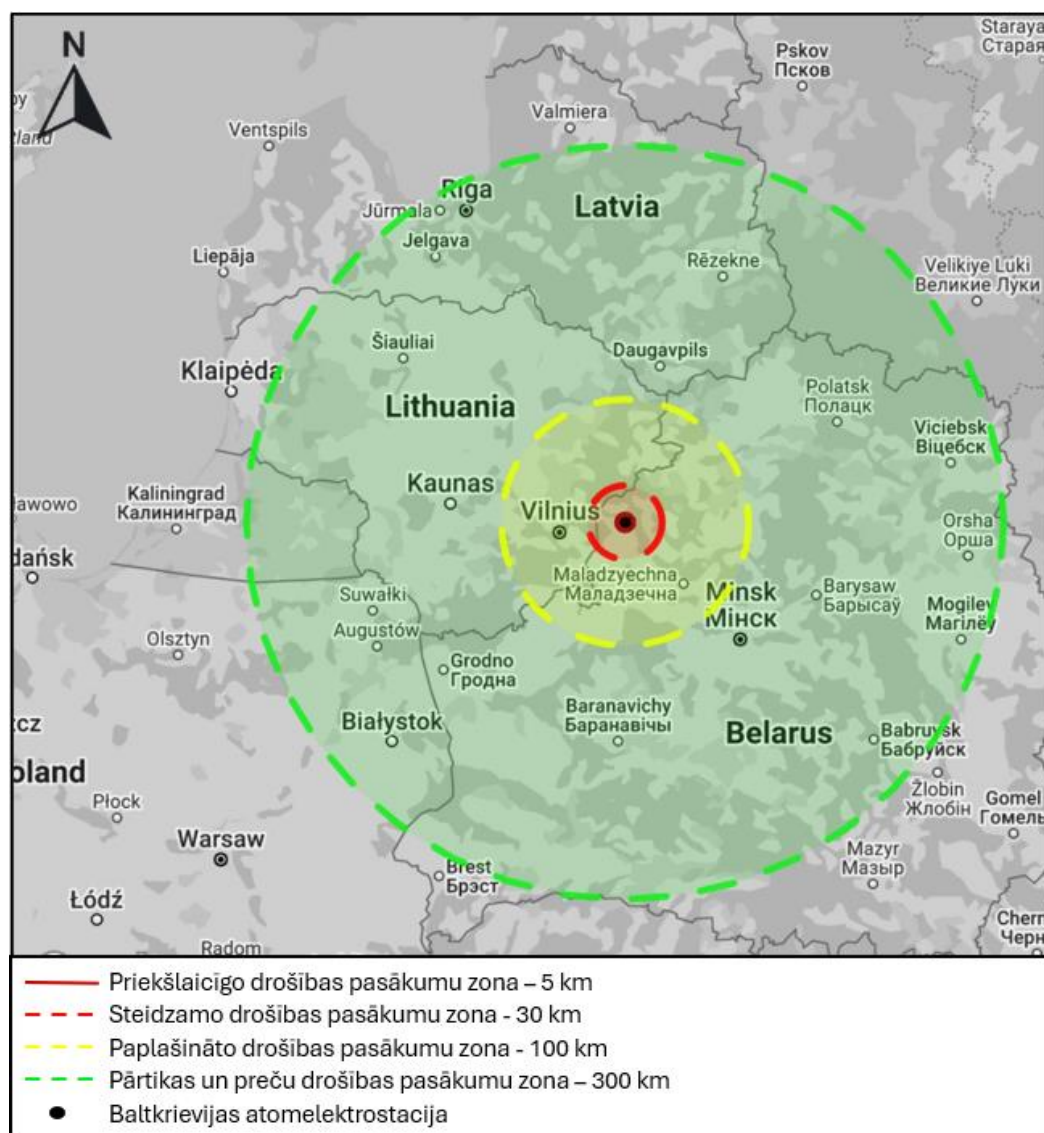 N
Pskov
Псков
Staraya
Старая
Valmiera
Ventspils
Rīga
Jūrmala
Latvia
Jelgava
Liepāja
Rēzekne
Velikiye Luki
Великие Луки
Šiauliai
Daugavpils
Klaipėda
Lithuania
Polatsk
Полацк
Viciebsk
Віцебск
Kaunas
Kaliningrad
Калининград
Vilnius
Orsha
Орша
Maladzyechna
Маладзечна
Minsk
Мінск
Barysaw
Барысаў
Suwałki
Mogilev
Магілёў
Olsztyn
Augustów
Grodno
Гродна
Białystok
Baranavichy
Баранавічы
Belarus
Babruysk
Бабруйск
oland
Žlobin
Жлобін
Płock
Gomel
Гомель
Warsaw
Mazyr
Мазыр
Brest
Брэст
Łódź
Chern
Черн
Radom
Priekšlaicīgo drošības pasākumu zona – 5 km
Steidzamo drošības pasākumu zona - 30 km
Paplašināto drošības pasākumu zona - 100 km
Pārtikas un preču drošības pasākumu zona – 300 km
Baltkrievijas atomelektrostacija